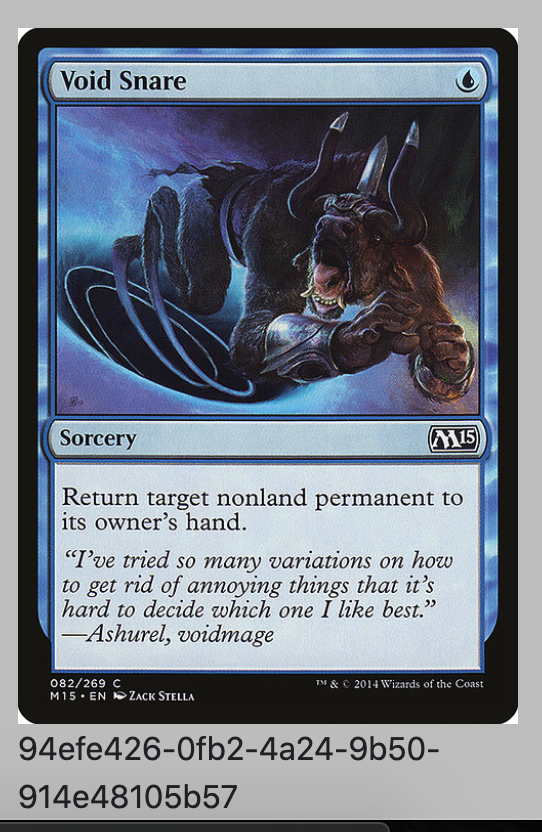 Void Snare
Sorcery
M15
Return target nonland permanent to
its owner's hand.
“I've tried so many variations on how
to get rid of annoying things that it's
hard to decide which one I like best.”
—Ashurel, voidmage
082/269 C
M15 • EN ZACK STELLA
™ & © 2014 Wizards of the Coast
94efe426-0fb2-4a24-9b50-
914e48105b57